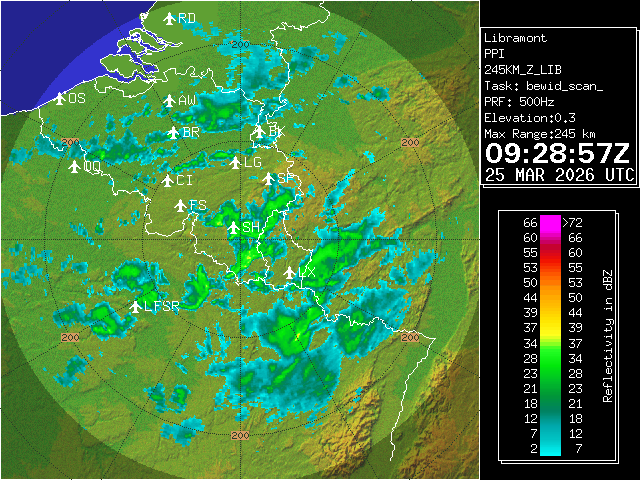 RD
200
OS
AW
200
BR
BK
200
QQ
LG
CI
SP
FS
SH
LX
LFSR
200
200
200
Libramont
PPI
245KM_Z_LIB
Task: bewid_scan_
PRF: 500Hz
Elevation:0.3
Max Range:245 km
09:28:57Z
25 MAR 2026 UTC
66 >72
60 66
55 60
53 55
50 53
44 50
39 44
37 39
34 37
28 34
23 28
21 23
18 21
12 18
7 12
2 7
Reflectivity in dBZ